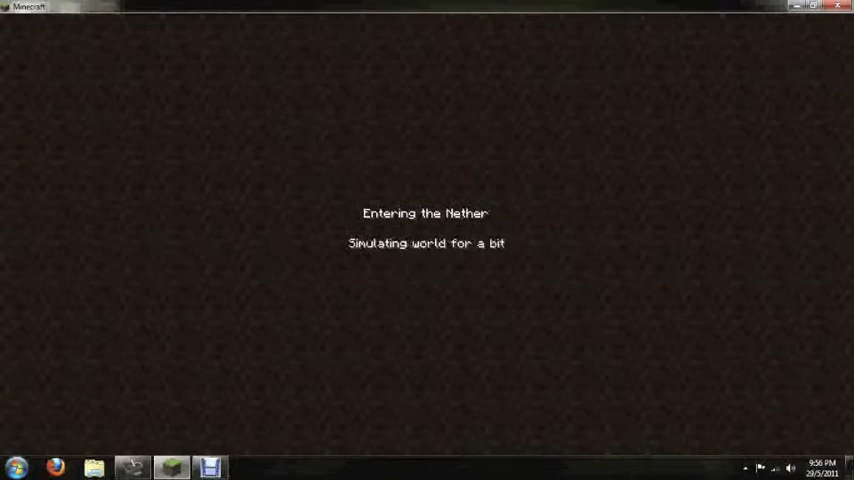 Minecraft
Entering the Nether
Simulating world for a bit
9:56 PM
29/5/2011